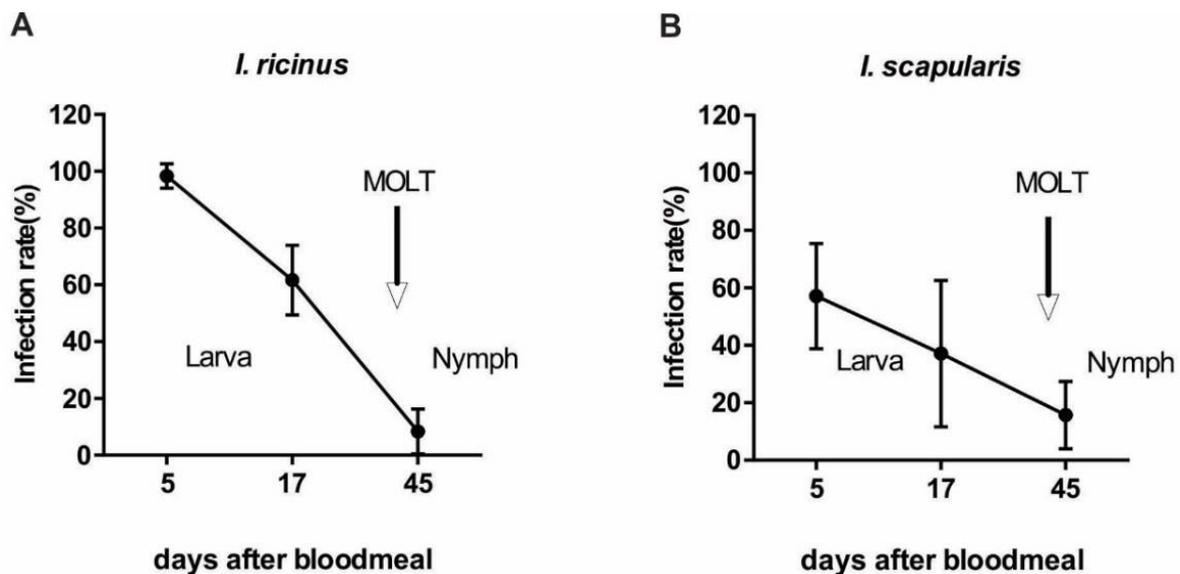 A
I. ricinus
120
100
80
60
40
20
0
Infection rate(%)
MOLT
Larva
Nymph
5 17 45
days after bloodmeal
B
I. scapularis
120
100
80
60
40
20
0
Infection rate(%)
MOLT
Larva
Nymph
5 17 45
days after bloodmeal